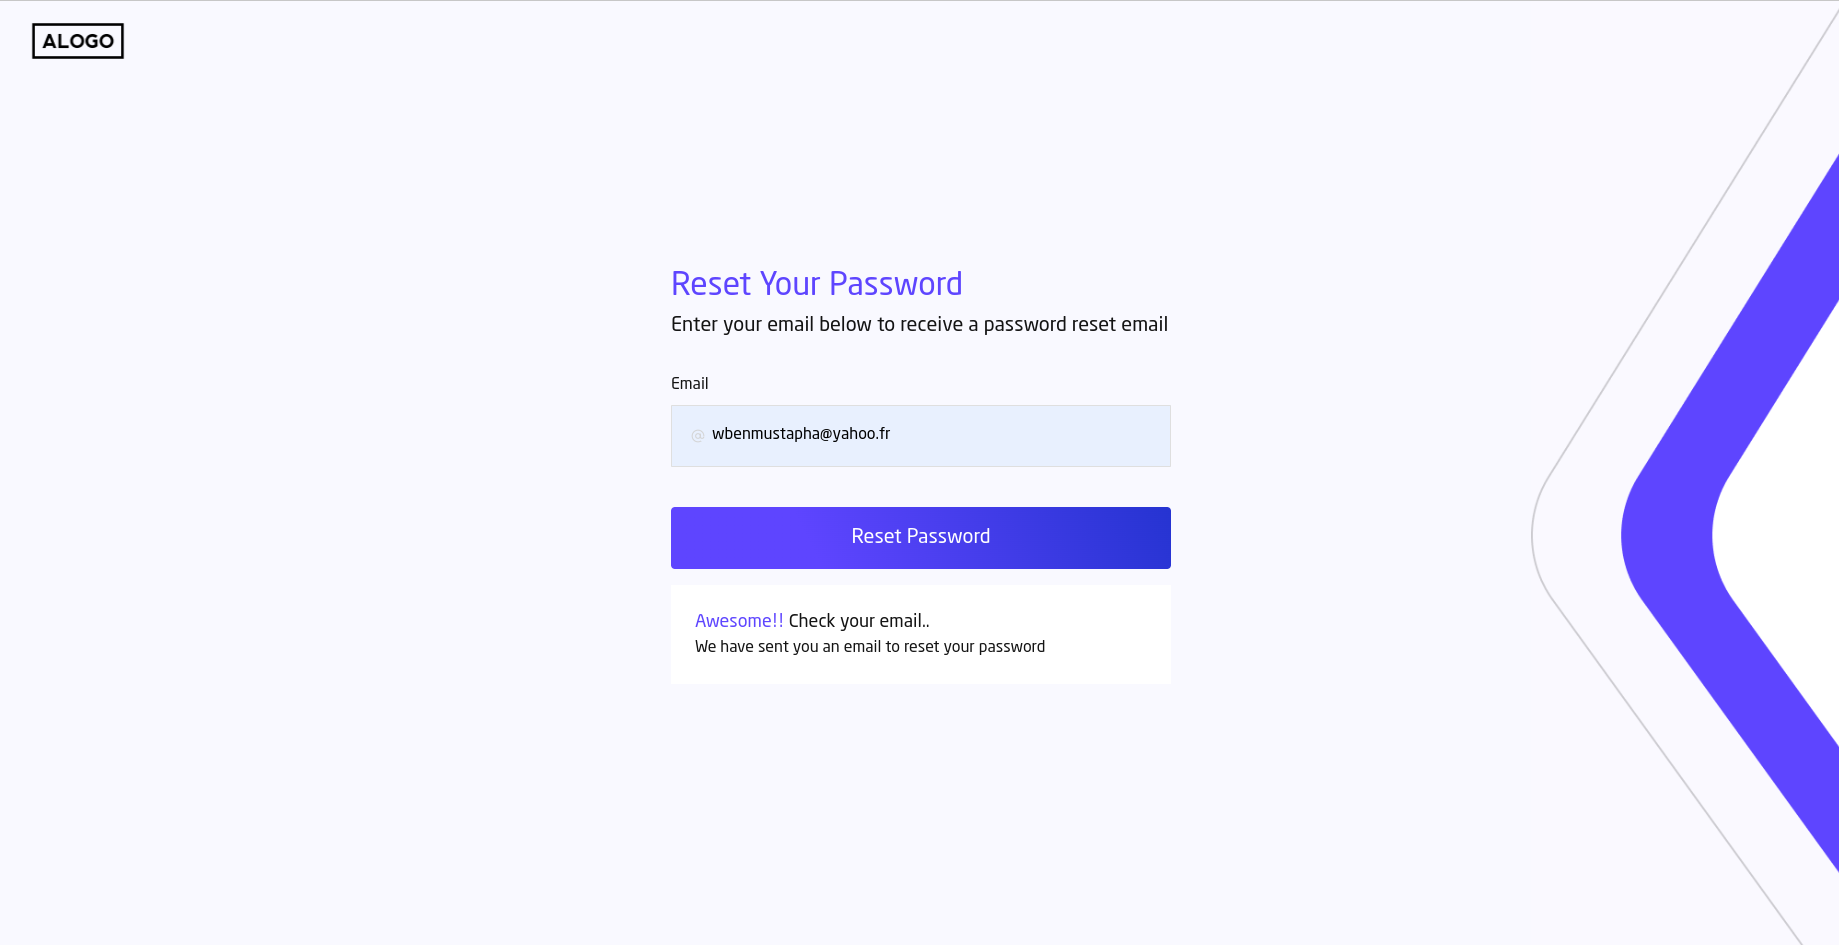 ALOGO
Reset Your Password
Enter your email below to receive a password reset email
Email
@ wbenmustapha@yahoo.fr
Reset Password
Awesome!! Check your email..
We have sent you an email to reset your password